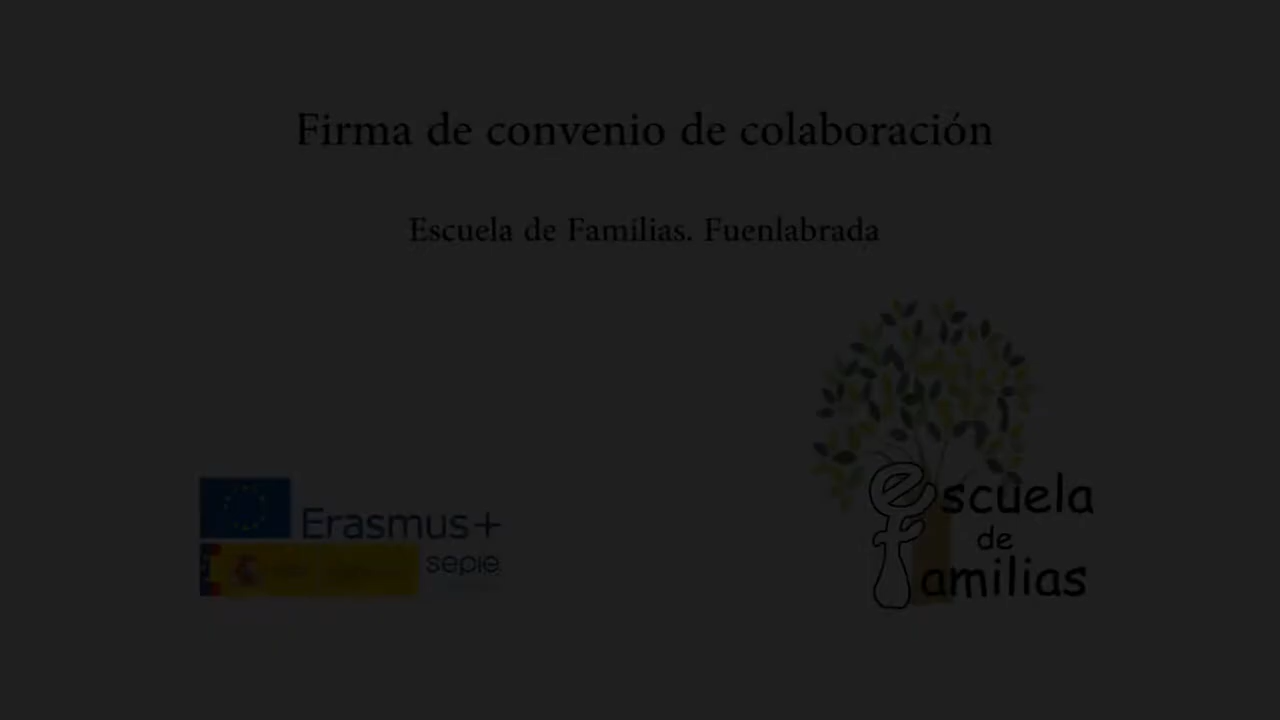 Firma de convenio de colaboración
Escuela de Familias. Fuenlabrada
Erasmus+
sepie
escuela
de
familias